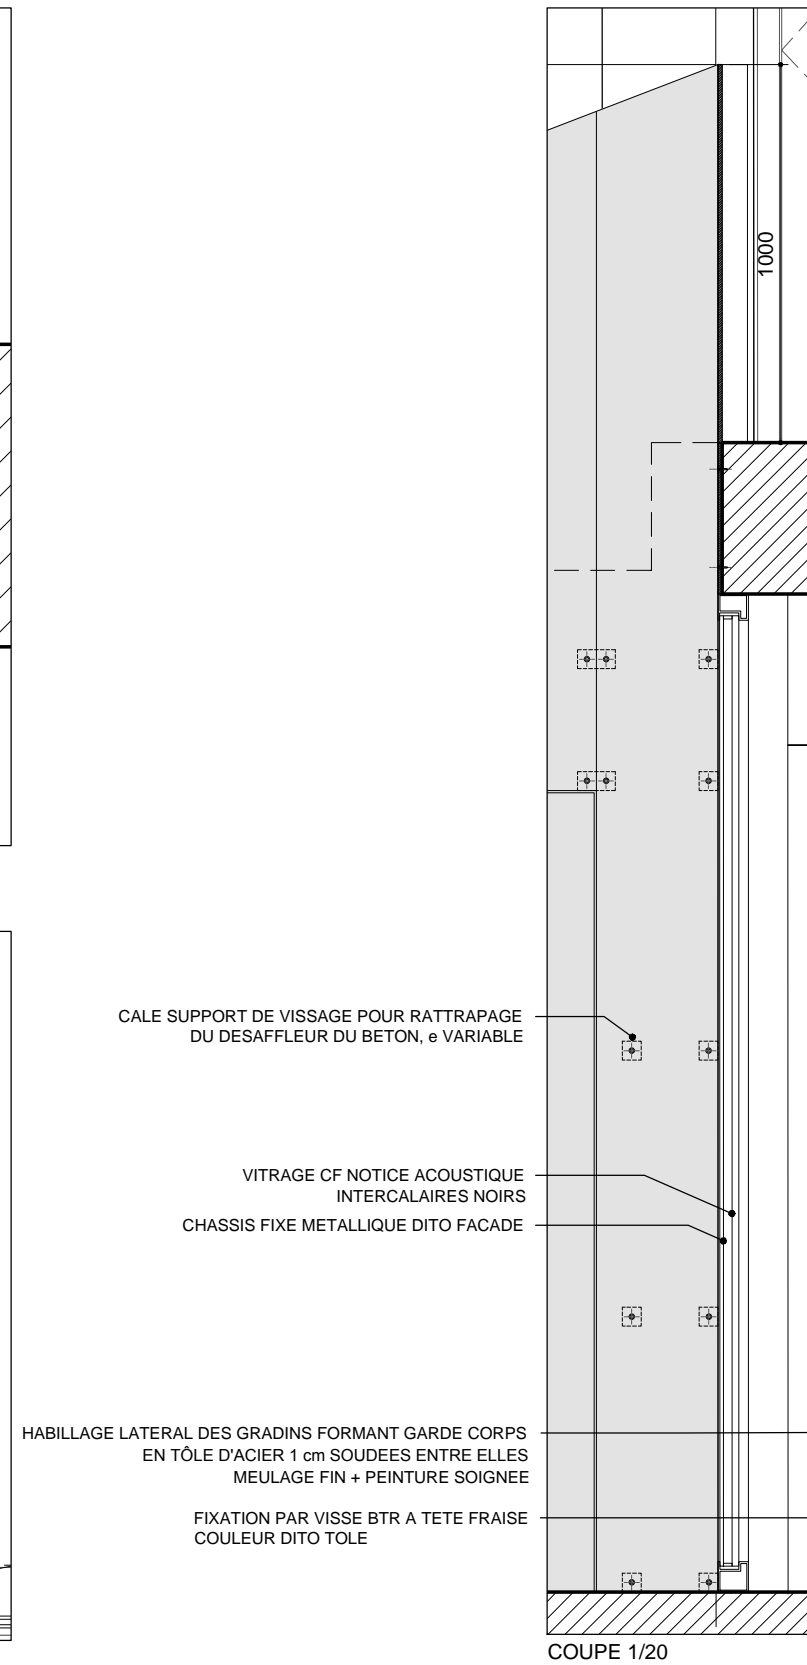 1000
CALE SUPPORT DE VISSAGE POUR RATTRAPAGE
DU DESAFFLEUR DU BETON, e VARIABLE
VITRAGE CF NOTICE ACOUSTIQUE
INTERCALAIRES NOIRS
CHASSIS FIXE METALLIQUE DITO FACADE
HABILLAGE LATERAL DES GRADINS FORMANT GARDE CORPS
EN TÔLE D'ACIER 1 cm SOUDEES ENTRE ELLES
MEULAGE FIN + PEINTURE SOIGNEE
FIXATION PAR VISSE BTR A TETE FRAISE
COULEUR DITO TOLE
COUPE 1/20